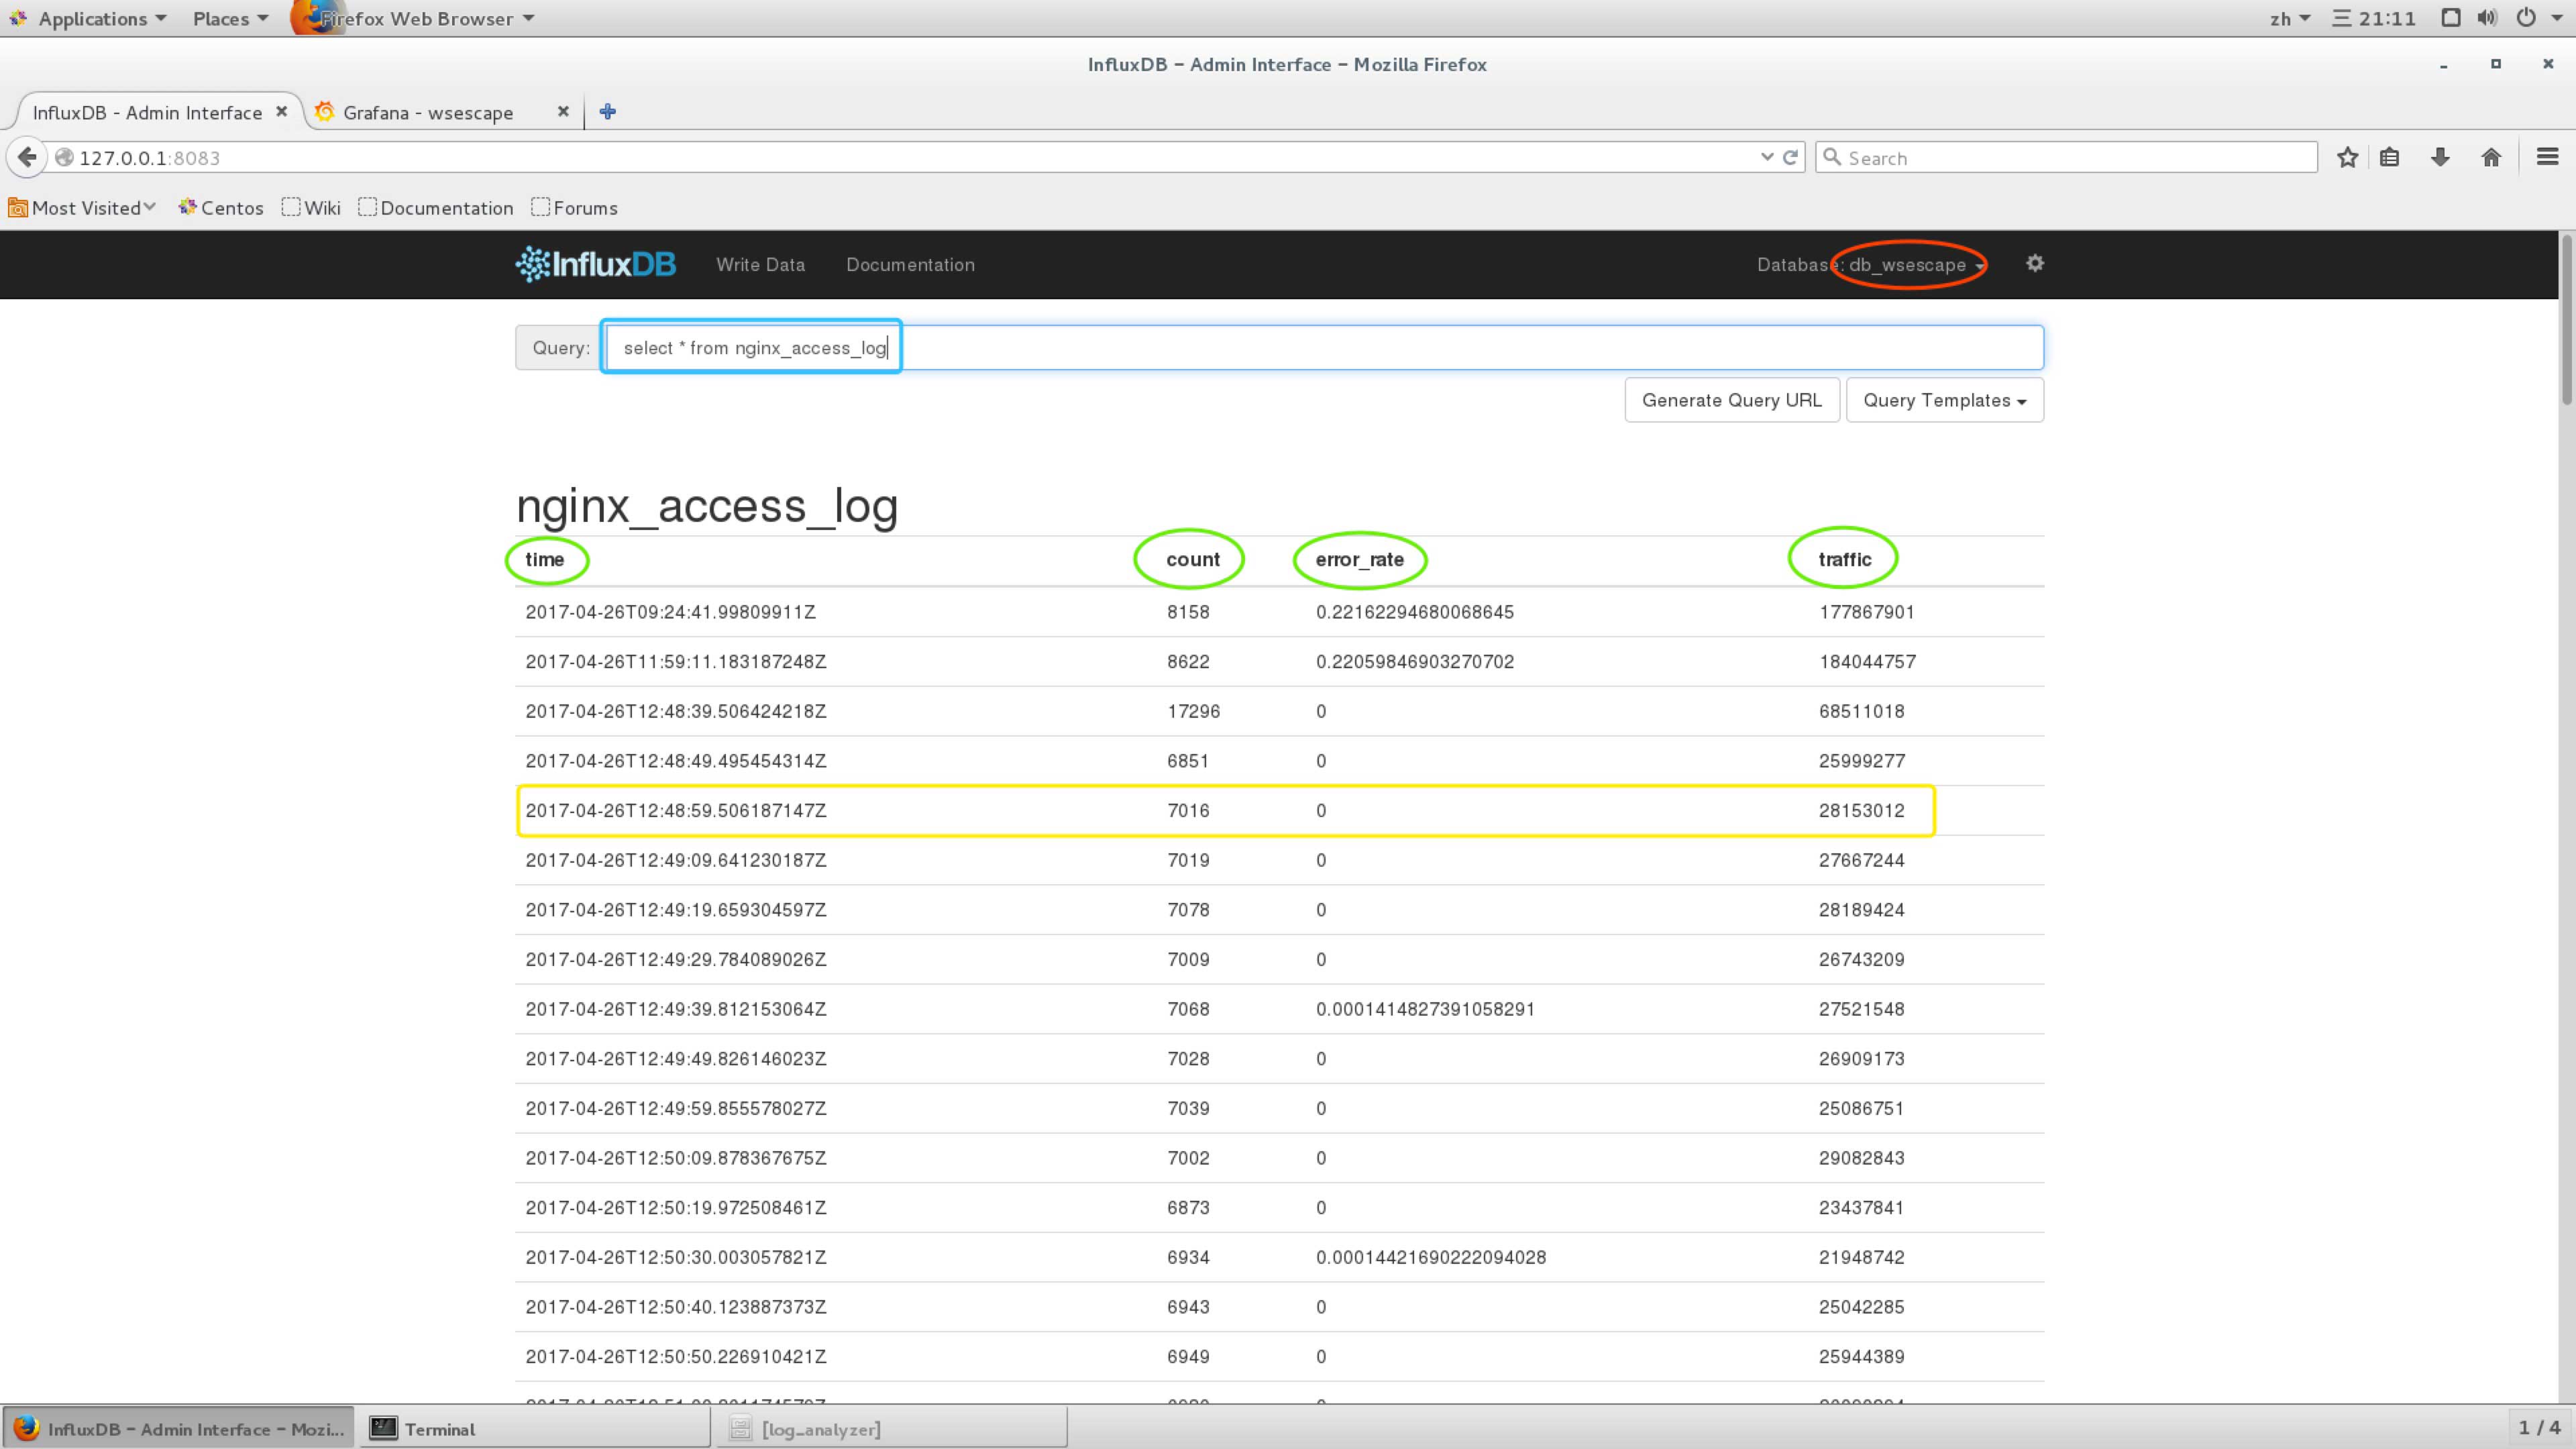 Applications Places Firefox Web Browser zh 三 21:11
InfluxDB – Admin Interface – Mozilla Firefox
InfluxDB - Admin Interface Grafana - wsescape
127.0.0.1:8083 Search
Most Visited Centos Wiki Documentation Forums
InfluxDB Write Data Documentation Database: db_wsescape
Query: select * from nginx_access_log
Generate Query URL Query Templates
nginx_access_log
time count error_rate traffic
2017-04-26T09:24:41.99809911Z 8158 0.22162294680068645 177867901
2017-04-26T11:59:11.183187248Z 8622 0.22059846903270702 184044757
2017-04-26T12:48:39.506424218Z 17296 0 68511018
2017-04-26T12:48:49.495454314Z 6851 0 25999277
2017-04-26T12:48:59.506187147Z 7016 0 28153012
2017-04-26T12:49:09.641230187Z 7019 0 27667244
2017-04-26T12:49:19.659304597Z 7078 0 28189424
2017-04-26T12:49:29.784089026Z 7009 0 26743209
2017-04-26T12:49:39.812153064Z 7068 0.0001414827391058291 27521548
2017-04-26T12:49:49.826146023Z 7028 0 26909173
2017-04-26T12:49:59.855578027Z 7039 0 25086751
2017-04-26T12:50:09.878367675Z 7002 0 29082843
2017-04-26T12:50:19.972508461Z 6873 0 23437841
2017-04-26T12:50:30.003057821Z 6934 0.00014421690222094028 21948742
2017-04-26T12:50:40.123887373Z 6943 0 25042285
2017-04-26T12:50:50.226910421Z 6949 0 25944389
InfluxDB – Admin Interface – Mozi... Terminal [log_analyzer] 1 / 4